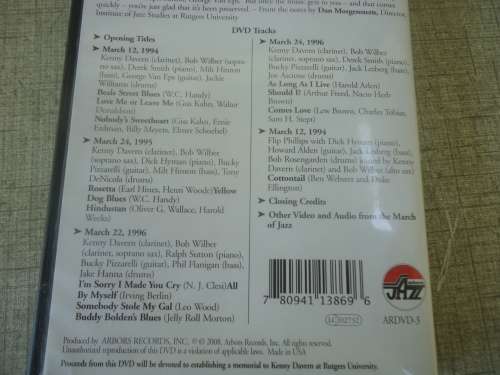 quickly – you're just glad that it's been preserved. – From the notes by Dan Morgenstern, Director,
Institute of Jazz Studies at Rutgers University
DVD Tracks
➤ Opening Titles
➤ March 12, 1994
Kenny Davern (clarinet), Bob Wilber (soprano sax), Derek Smith (piano), Milt Hinton
(bass), George Van Eps (guitar), Jackie
Williams (drums)
Beale Street Blues (W.C. Handy)
Love Me or Leave Me (Gus Kahn, Walter
Donaldson)
Nobody's Sweetheart (Gus Kahn, Ernie
Erdman, Billy Meyers, Elmer Schoebel)
➤ March 24, 1995
Kenny Davern (clarinet), Bob Wilber
(soprano sax), Dick Hyman (piano), Bucky
Pizzarelli (guitar), Milt Hinton (bass), Tony
DeNicola (drums)
Rosetta (Earl Hines, Henri Woode)Yellow
Dog Blues (W.C. Handy)
Hindustan (Oliver G. Wallace, Harold
Weeks)
➤ March 22, 1996
Kenny Davern (clarinet), Bob Wilber
(clarinet, soprano sax), Ralph Sutton (piano),
Bucky Pizzarelli (guitar), Phil Flanigan (bass),
Jake Hanna (drums)
I'm Sorry I Made You Cry (N. J. Clesi)All
By Myself (Irving Berlin)
Somebody Stole My Gal (Leo Wood)
Buddy Bolden's Blues (Jelly Roll Morton)
➤ March 24, 1996
Kenny Davern (clarinet), Bob Wilber
(clarinet, soprano sax), Derek Smith (piano),
Bucky Pizzarelli (guitar), Jack Lesberg (bass),
Joe Ascione (drums)
As Long As I Live (Harold Arlen)
Should I? (Arthur Freed, Nacio Herb
Brown)
Comes Love (Lew Brown, Charles Tobias,
Sam H. Stept)
➤ March 12, 1994
Flip Phillips with Dick Hyman (piano),
Howard Alden (guitar), Jack Lesberg (bass),
Bob Rosengarden (drums) joined by Kenny
Davern (clarinet) and Bob Wilber (alto sax)
Cottontail (Ben Webster and Duke
Ellington)
➤ Closing Credits
➤ Other Video and Audio from the March
of Jazz
7 80941 13869 6
JAZZ
ARDVD-3
Produced by ARBORS RECORDS, INC. © ® 2008. Arbors Records Inc. All rights reserved.
Unauthorized reproduction of this DVD is a violation of applicable laws. Made in USA
Proceeds from this DVD will be devoted to establishing a memorial to Kenny Davern at Rutgers University.